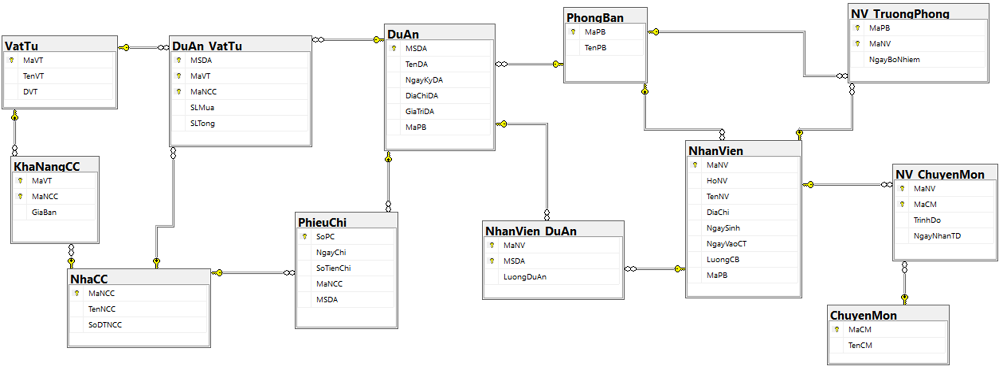 VatTu
MaVT
TenVT
DVT
DuAn_VatTu
MSDA
MaVT
MaNCC
SLMua
SLTong
DuAn
MSDA
TenDA
NgayKyDA
DiaChiDA
GiaTriDA
MaPB
PhongBan
MaPB
TenPB
NV_TruongPhong
MaPB
MaNV
NgayBoNhiem
KhaNangCC
MaVT
MaNCC
GiaBan
NhaCC
MaNCC
TenNCC
SoDTNCC
PhieuChi
SoPC
NgayChi
SoTienChi
MaNCC
MSDA
NhanVien_DuAn
MaNV
MSDA
LuongDuAn
NhanVien
MaNV
HoNV
TenNV
DiaChi
NgaySinh
NgayVaoCT
LuongCB
MaPB
NV_ChuyenMon
MaNV
MaCM
TrinhDo
NgayNhanTD
ChuyenMon
MaCM
TenCM